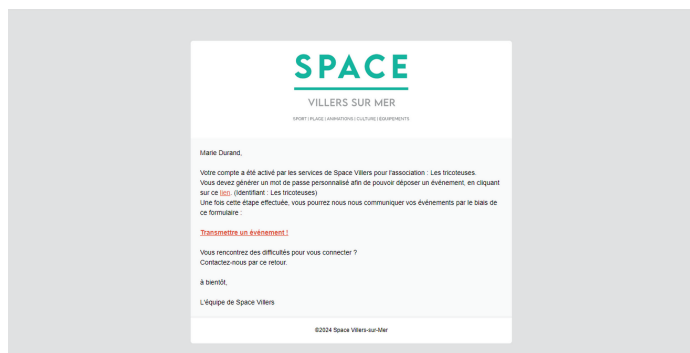 SPACE
VILLERS SUR MER
SPORT | PLAGE | ANIMATIONS | CULTURE | EQUIPEMENTS
Marie Durand,
Votre compte a été activé par les services de Space Villers pour l'association : Les tricoteuses.
Vous devez générer un mot de passe personnalisé afin de pouvoir déposer un événement, en cliquant
sur ce lien. (Identifiant : Les tricoteuses)
Une fois cette étape effectuée, vous pourrez nous nous communiquer vos événements par le biais de
ce formulaire :
Transmettre un événement !
Vous rencontrez des difficultés pour vous connecter ?
Contactez-nous par ce retour.
à bientôt,
L'équipe de Space Villers
©2024 Space Villers-sur-Mer